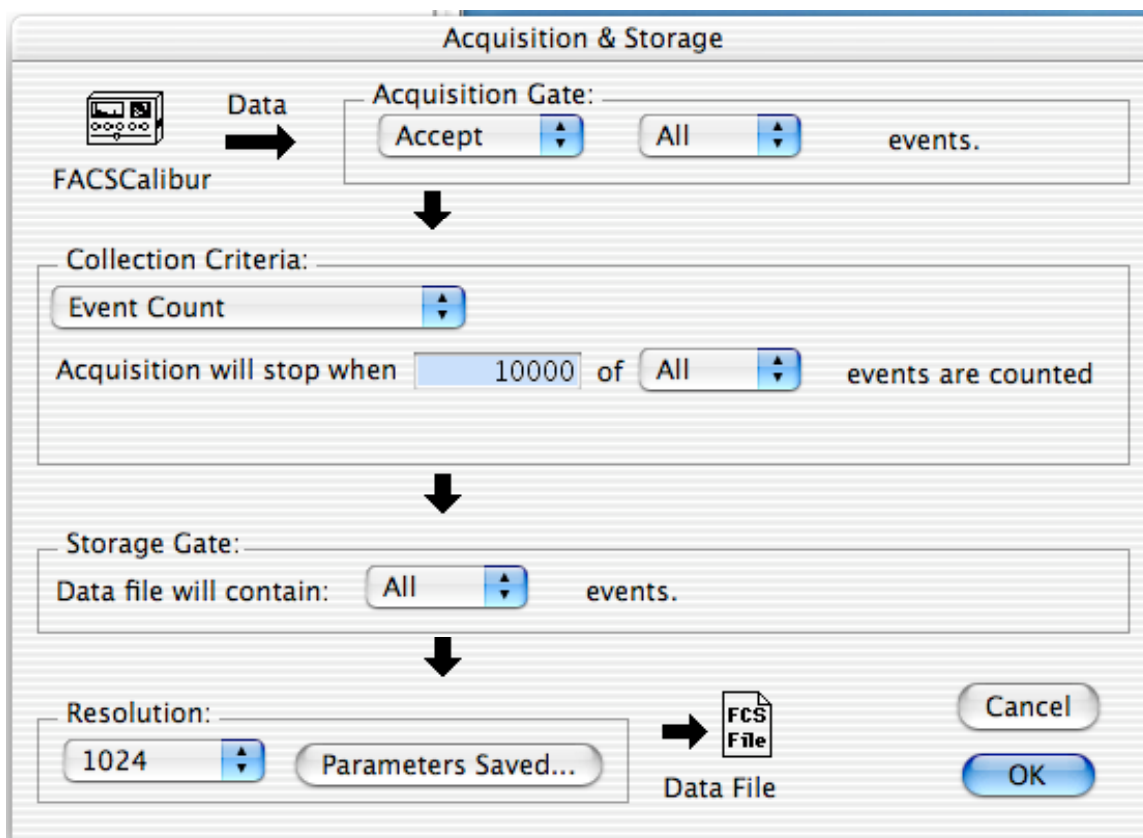 Acquisition & Storage
Data
FACSCalibur
Acquisition Gate:
Accept All events.
Collection Criteria:
Event Count
Acquisition will stop when 10000 of All events are counted
Storage Gate:
Data file will contain: All events.
Resolution:
1024 Parameters Saved...
FCS
File
Data File
Cancel
OK